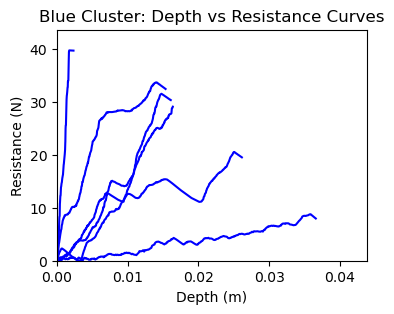 Blue Cluster: Depth vs Resistance Curves
Resistance (N)
40
30
20
10
0
0.00 0.01 0.02 0.03 0.04
Depth (m)